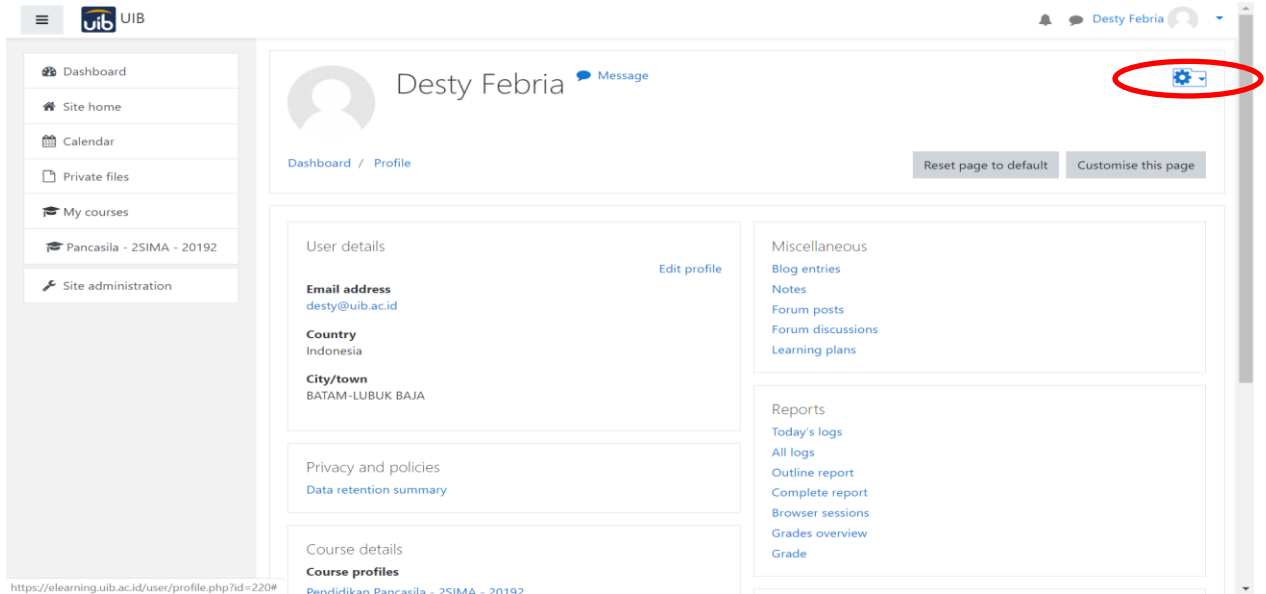 uib UIB
Desty Febria
Dashboard
Site home
Calendar
Private files
My courses
Pancasila - 2SIMA - 20192
Site administration
Desty Febria Message
Dashboard / Profile
Reset page to default Customise this page
User details
Edit profile
Email address
desty@uib.ac.id
Country
Indonesia
City/town
BATAM-LUBUK BAJA
Privacy and policies
Data retention summary
Course details
Course profiles
Pendidikan Pancasila - 2SIMA - 20192
Miscellaneous
Blog entries
Notes
Forum posts
Forum discussions
Learning plans
Reports
Today's logs
All logs
Outline report
Complete report
Browser sessions
Grades overview
Grade
https://elearning.uib.ac.id/user/profile.php?id=220#